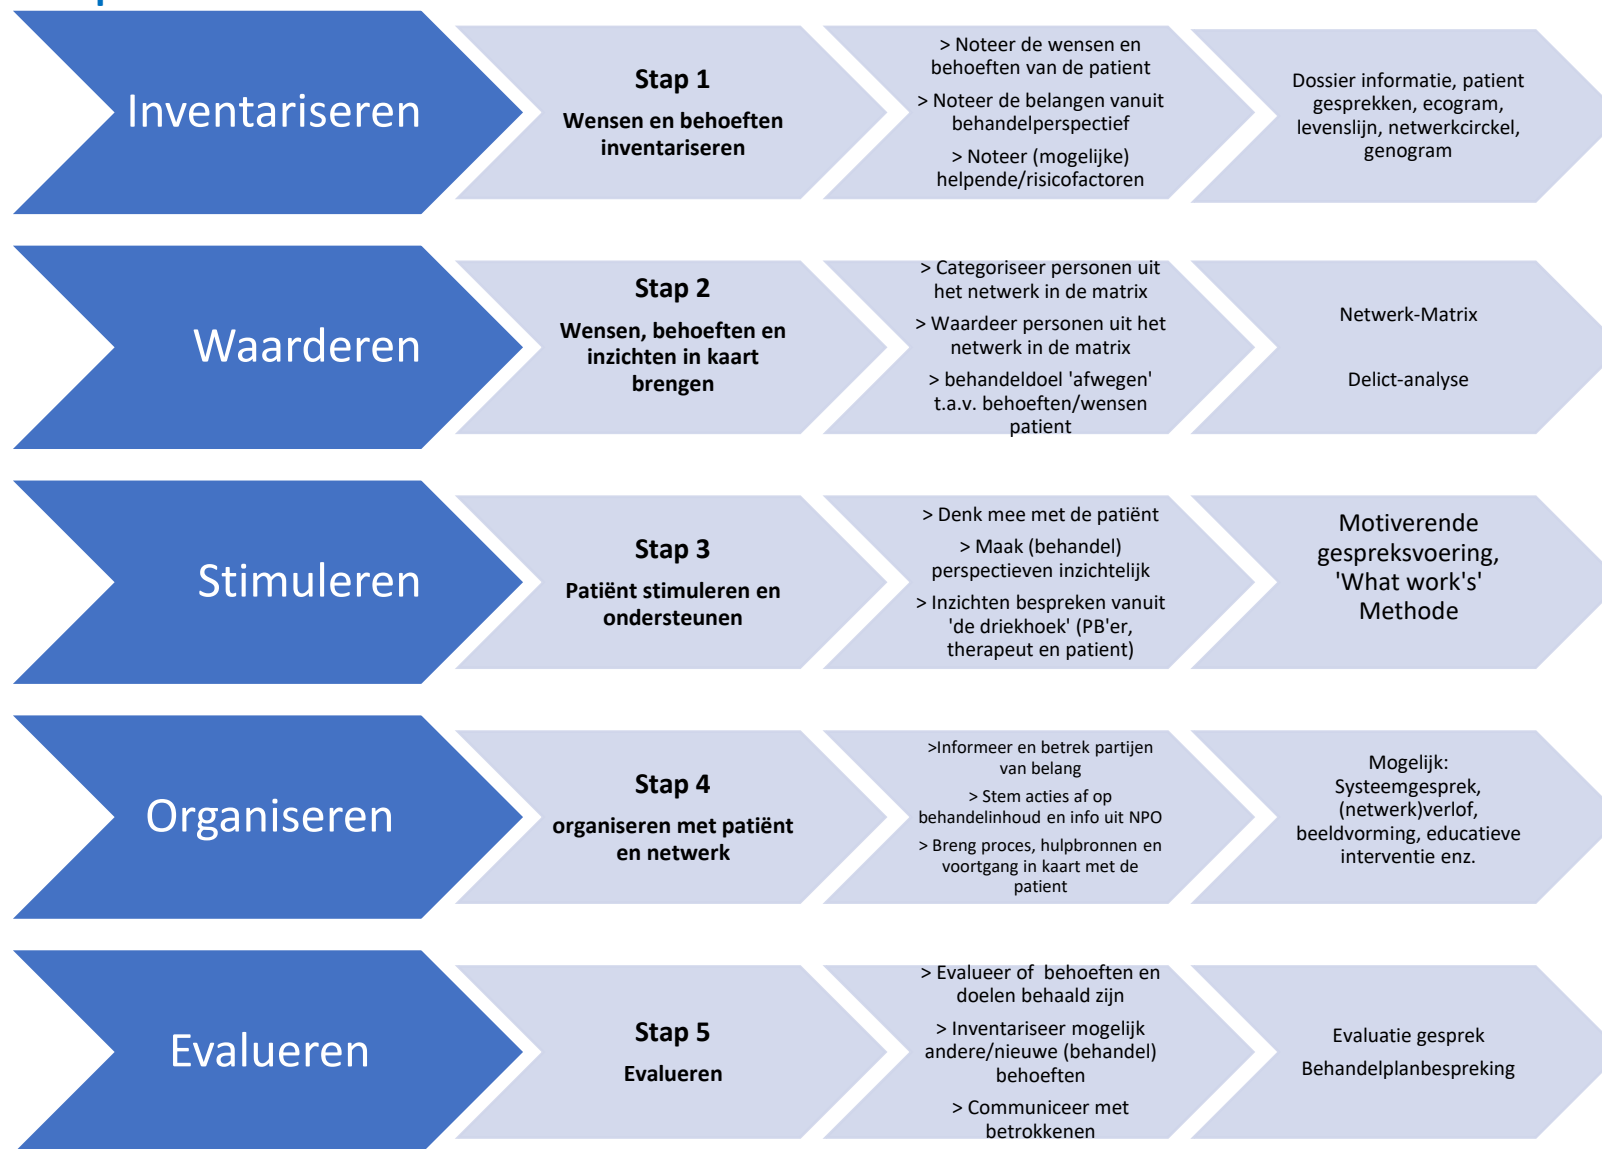 Inventariseren
Stap 1
Wensen en behoeften
inventariseren
> Noteer de wensen en
behoeften van de patient
> Noteer de belangen vanuit
behandelperspectief
> Noteer (mogelijke)
helpende/risicofactoren
Dossier informatie, patient
gesprekken, ecogram,
levenslijn, netwerkcirckel,
genogram
Waarderen
Stap 2
Wensen, behoeften en
inzichten in kaart
brengen
> Categoriseer personen uit
het netwerk in de matrix
> Waardeer personen uit het
netwerk in de matrix
> behandeldoel 'afwegen'
t.a.v. behoeften/wensen
patient
Netwerk-Matrix
Delict-analyse
Stimuleren
Stap 3
Patiënt stimuleren en
ondersteunen
> Denk mee met de patiënt
> Maak (behandel)
perspectieven inzichtelijk
> Inzichten bespreken vanuit
'de driekhoek' (PB'er,
therapeut en patient)
Motiverende
gespreksvoering,
'What work's'
Methode
Organiseren
Stap 4
organiseren met patiënt
en netwerk
>Informeer en betrek partijen
van belang
> Stem acties af op
behandelinhoud en info uit NPO
> Breng proces, hulpbronnen en
voortgang in kaart met de
patient
Mogelijk:
Systeemgesprek,
(netwerk)verlof,
beeldvorming, educatieve
interventie enz.
Evalueren
Stap 5
Evalueren
> Evalueer of  behoeften en
doelen behaald zijn
> Inventariseer mogelijk
andere/nieuwe (behandel)
behoeften
> Communiceer met
betrokkenen
Evaluatie gesprek
Behandelplanbespreking